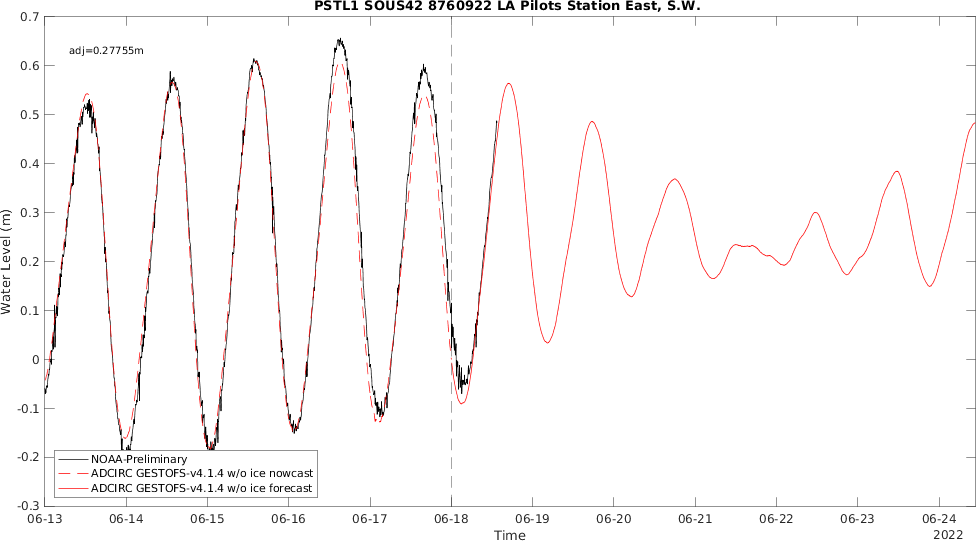 PSTL1 SOUS42 8760922 LA Pilots Station East, S.W.
adj=0.27755m
0.7
0.6
0.5
0.4
0.3
0.2
0.1
0
-0.1
-0.2
-0.3
Water Level (m)
NOAA-Preliminary
ADCIRC GESTOFS-v4.1.4 w/o ice nowcast
ADCIRC GESTOFS-v4.1.4 w/o ice forecast
06-13 06-14 06-15 06-16 06-17 06-18 06-19 06-20 06-21 06-22 06-23 06-24
Time
2022